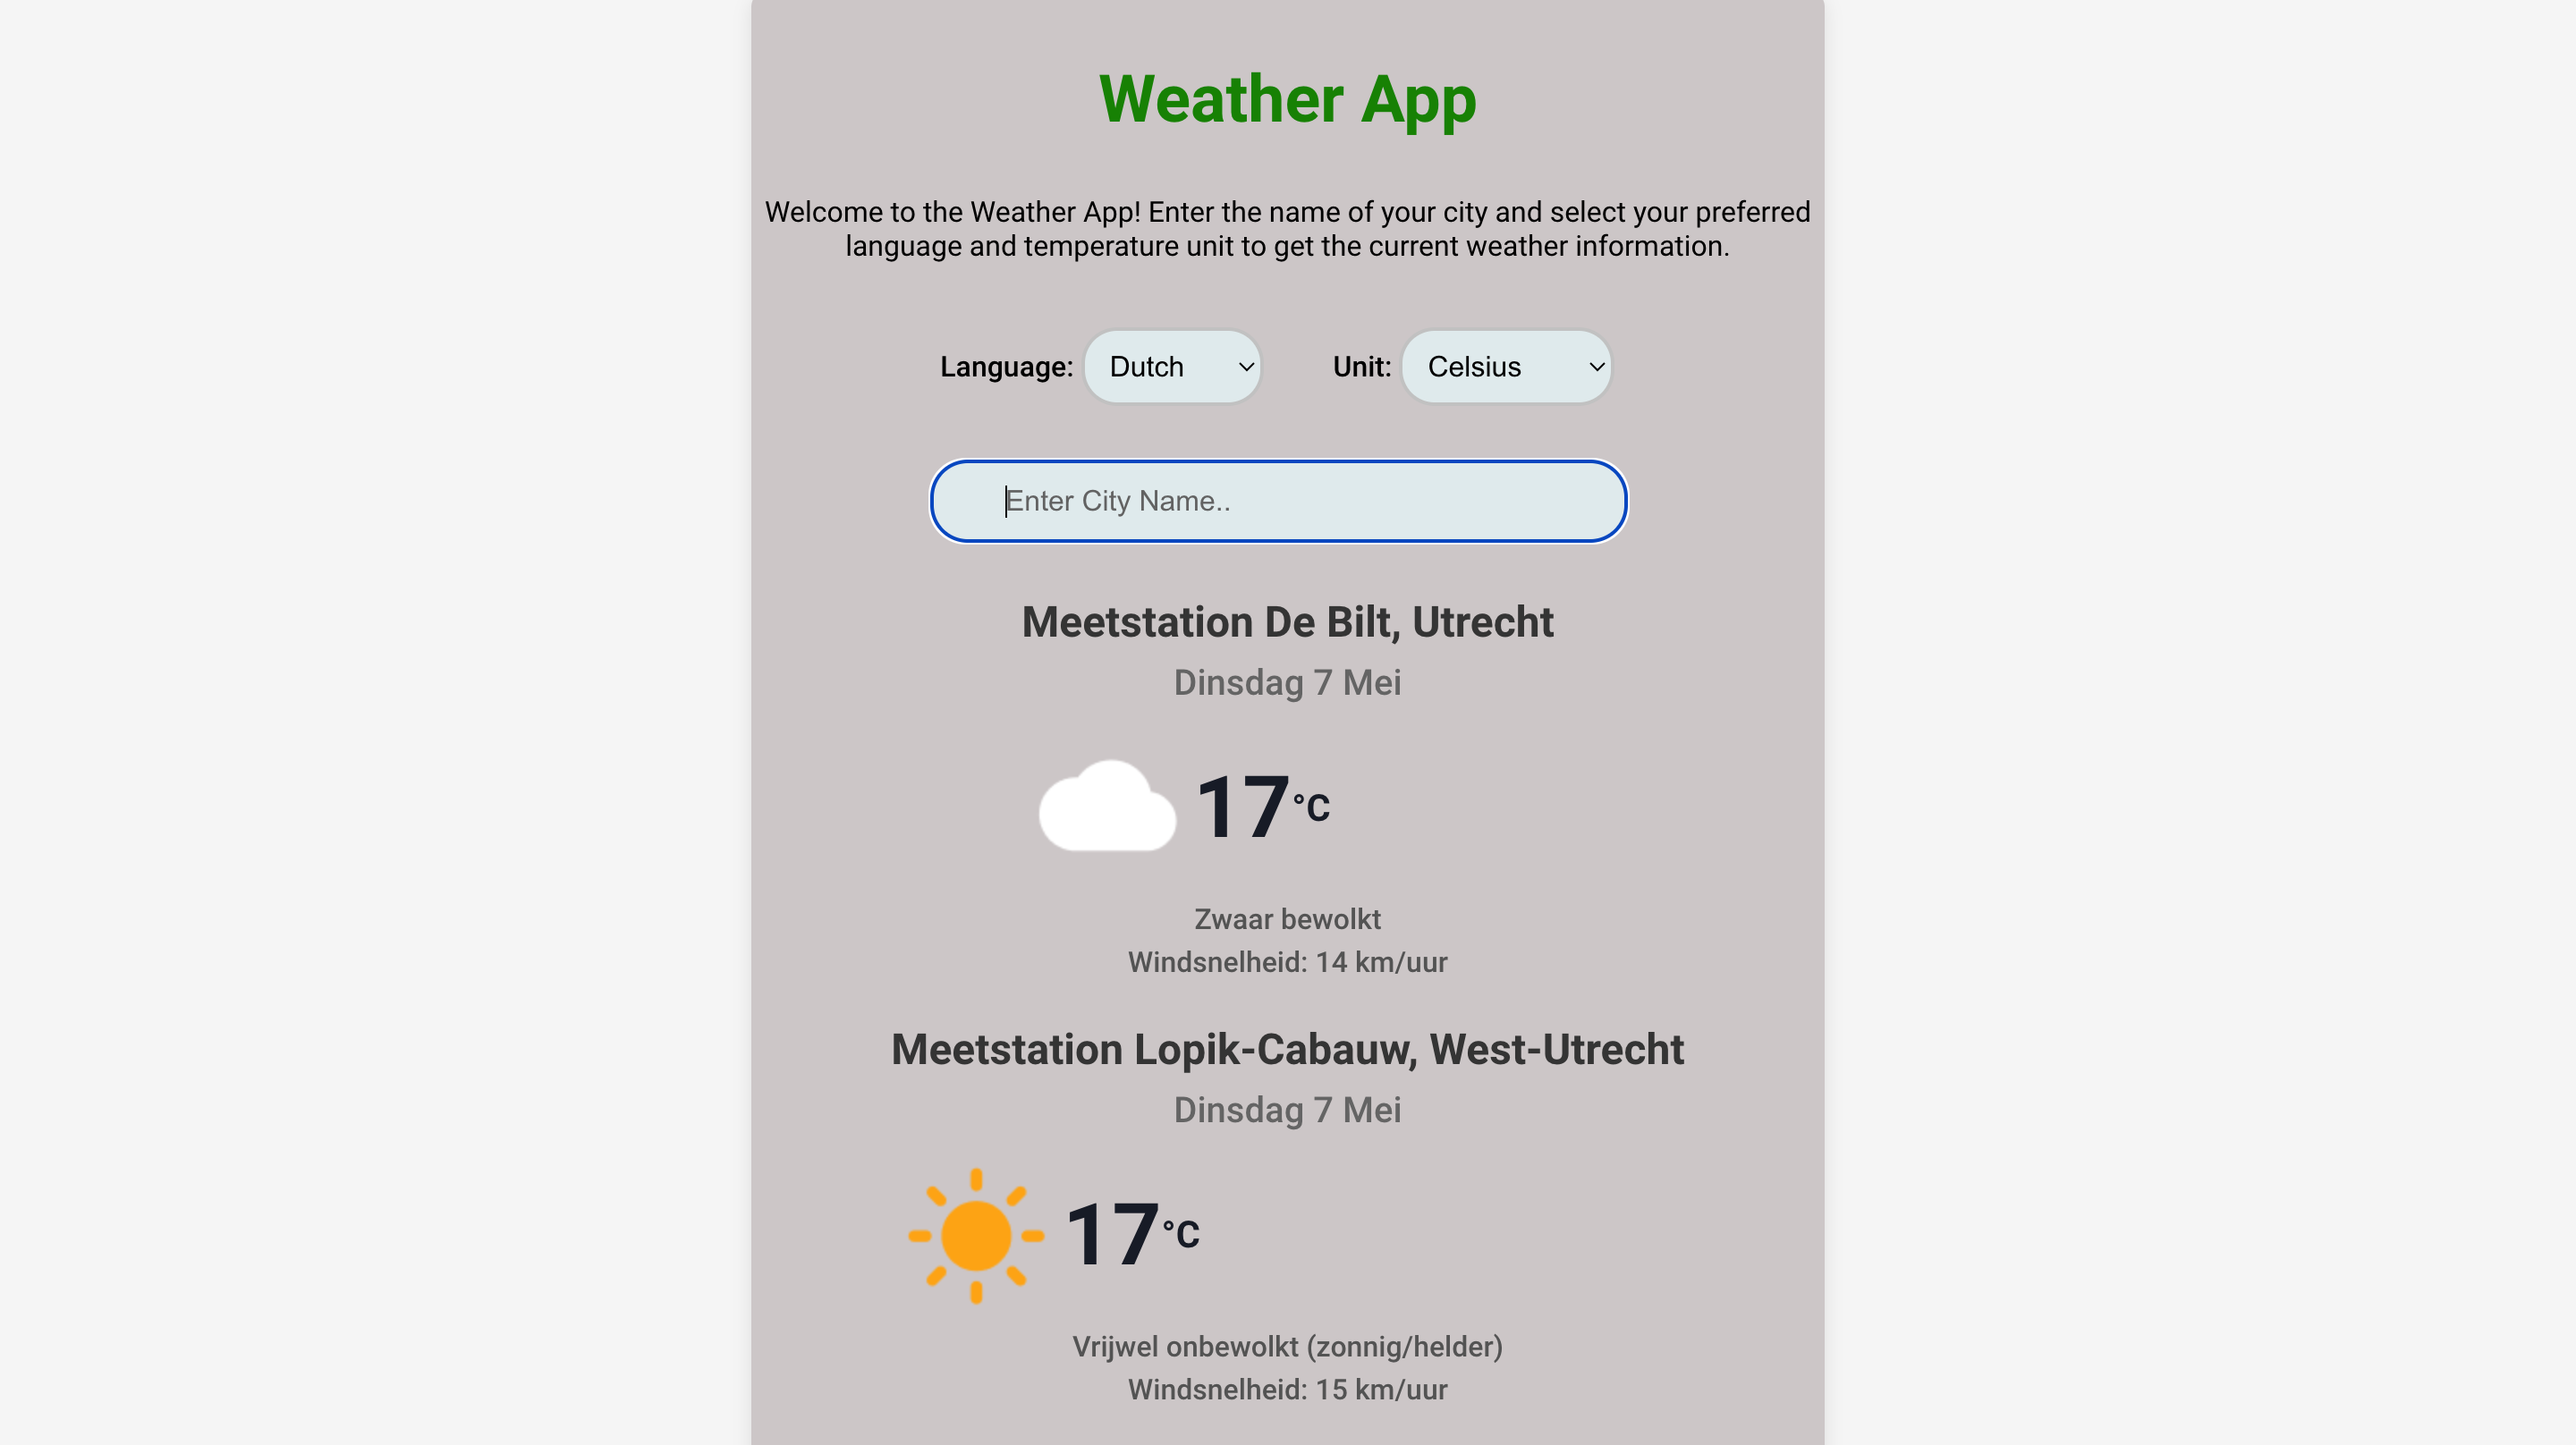 Weather App
Welcome to the Weather App! Enter the name of your city and select your preferred
language and temperature unit to get the current weather information.
Language: Dutch Unit: Celsius
Enter City Name..
Meetstation De Bilt, Utrecht
Dinsdag 7 Mei
17°C
Zwaar bewolkt
Windsnelheid: 14 km/uur
Meetstation Lopik-Cabauw, West-Utrecht
Dinsdag 7 Mei
17°C
Vrijwel onbewolkt (zonnig/helder)
Windsnelheid: 15 km/uur